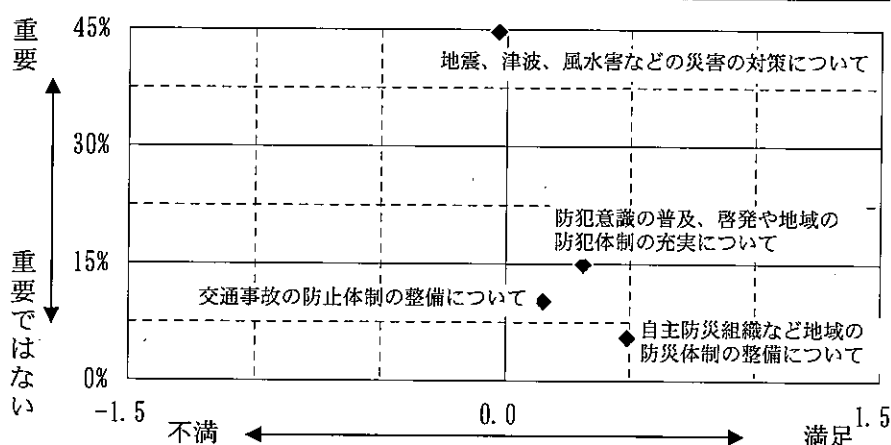 重要
重要ではない
45%
30%
15%
0%
地震、津波、風水害などの災害の対策について
防犯意識の普及、啓発や地域の
防犯体制の充実について
交通事故の防止体制の整備について
自主防災組織など地域の
防災体制の整備について
-1.5
0.0
1.5
不満
満足